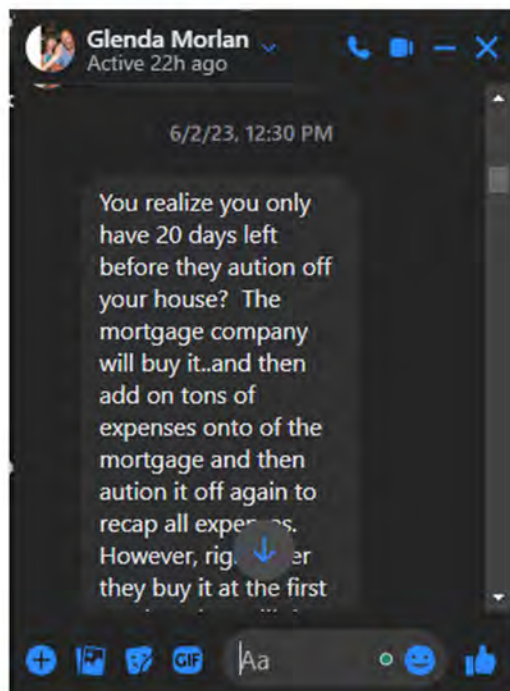 Glenda Morlan
Active 22h ago
6/2/23, 12:30 PM
You realize you only
have 20 days left
before they aution off
your house? The
mortgage company
will buy it..and then
add on tons of
expenses onto of the
mortgage and then
aution it off again to
recap all
However, er
they buy it at the first
GIF
Aa